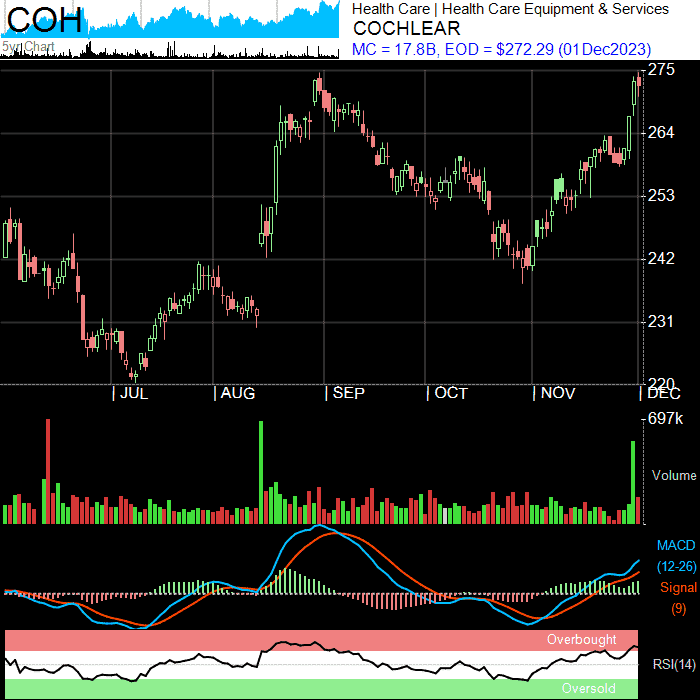 COH
5yr Chart
Health Care | Health Care Equipment & Services
COCHLEAR
MC = 17.8B, EOD = $272.29 (01Dec2023)
275
264
253
242
231
220
| JUL | AUG | SEP | OCT | NOV | DEC
697k
Volume
MACD
(12-26)
Signal
(9)
Overbought
RSI(14)
Oversold